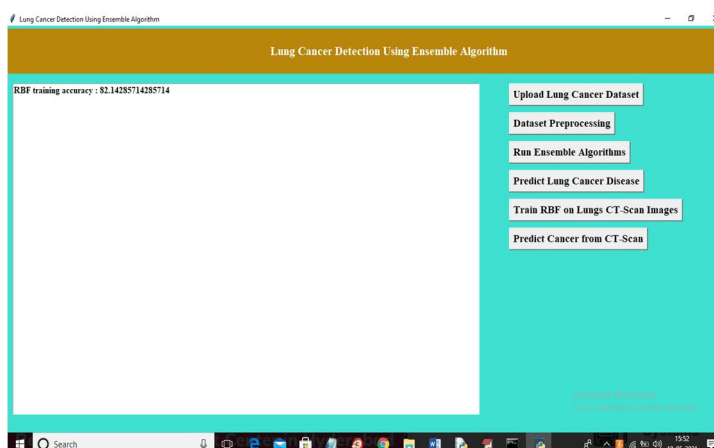 Lung Cancer Detection Using Ensemble Algorithm
Lung Cancer Detection Using Ensemble Algorithm
RBF training accuracy : 82.14285714285714
Upload Lung Cancer Dataset
Dataset Preprocessing
Run Ensemble Algorithms
Predict Lung Cancer Disease
Train RBF on Lungs CT-Scan Images
Predict Cancer from CT-Scan
Search
15:52